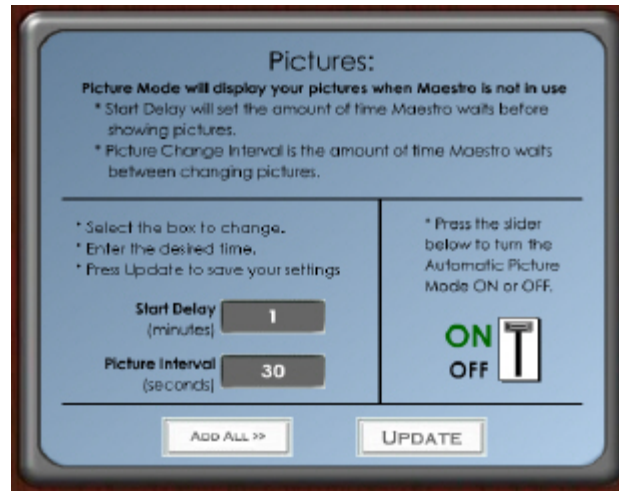 Pictures:
Picture Mode will display your pictures when Maestro is not in use
* Start Delay will set the amount of time Maestro waits before
showing pictures.
* Picture Change Interval is the amount of time Maestro waits
between changing pictures.
* Select the box to change.
* Enter the desired time.
* Press Update to save your settings
Start Delay
(minutes)
1
Picture Interval
(seconds)
30
* Press the slider
below to turn the
Automatic Picture
Mode ON or OFF.
ON
OFF
ADD ALL >>
UPDATE